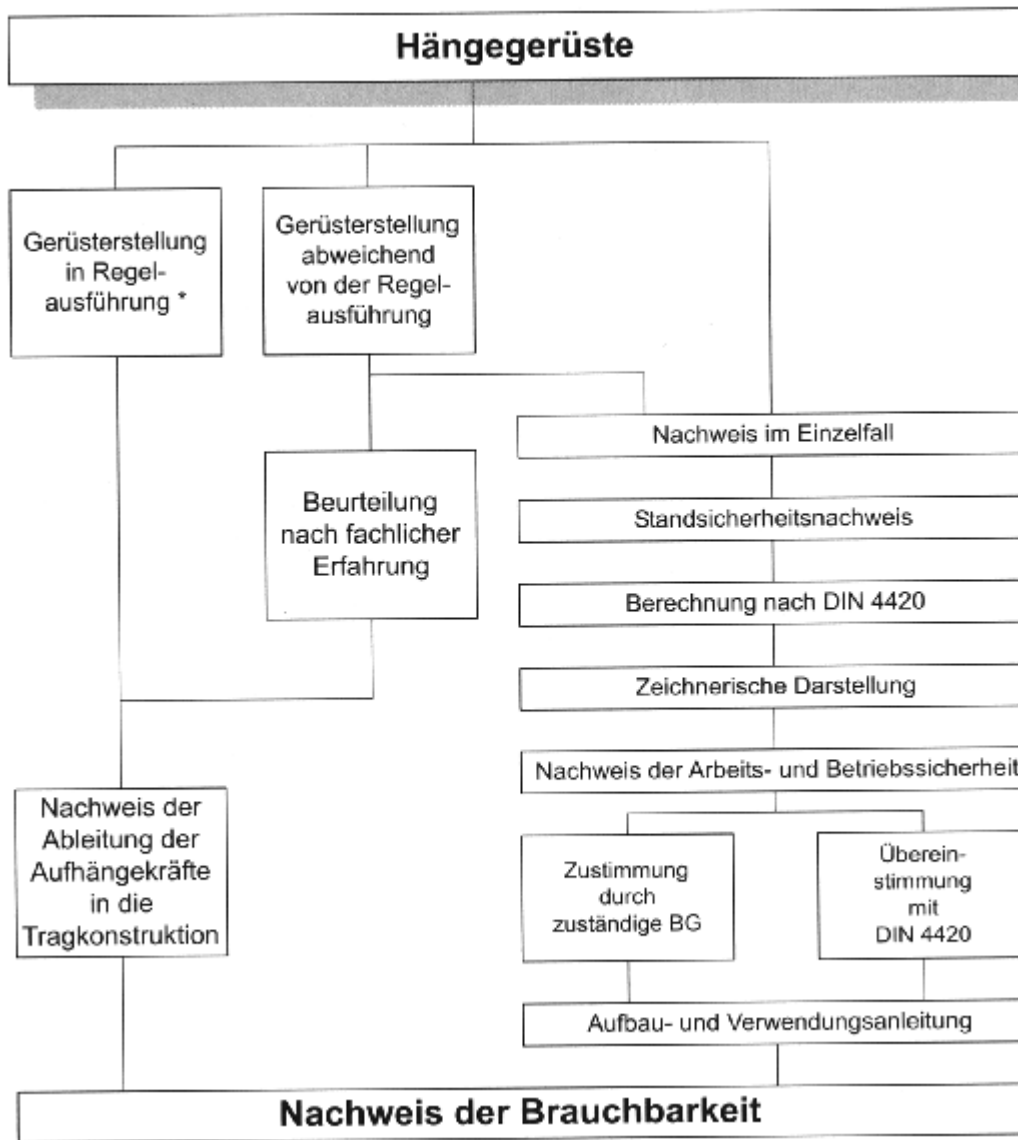 Hängegerüste
Gerüsterstellung
in Regel-
ausführung *
Gerüsterstellung
abweichend
von der Regel-
ausführung
Beurteilung
nach fachlicher
Erfahrung
Nachweis der
Ableitung der
Aufhängekräfte
in die
Tragkonstruktion
Nachweis im Einzelfall
Standsicherheitsnachweis
Berechnung nach DIN 4420
Zeichnerische Darstellung
Nachweis der Arbeits- und Betriebssicherheit
Zustimmung
durch
zuständige BG
Überein-
stimmung
mit
DIN 4420
Aufbau- und Verwendungsanleitung
Nachweis der Brauchbarkeit